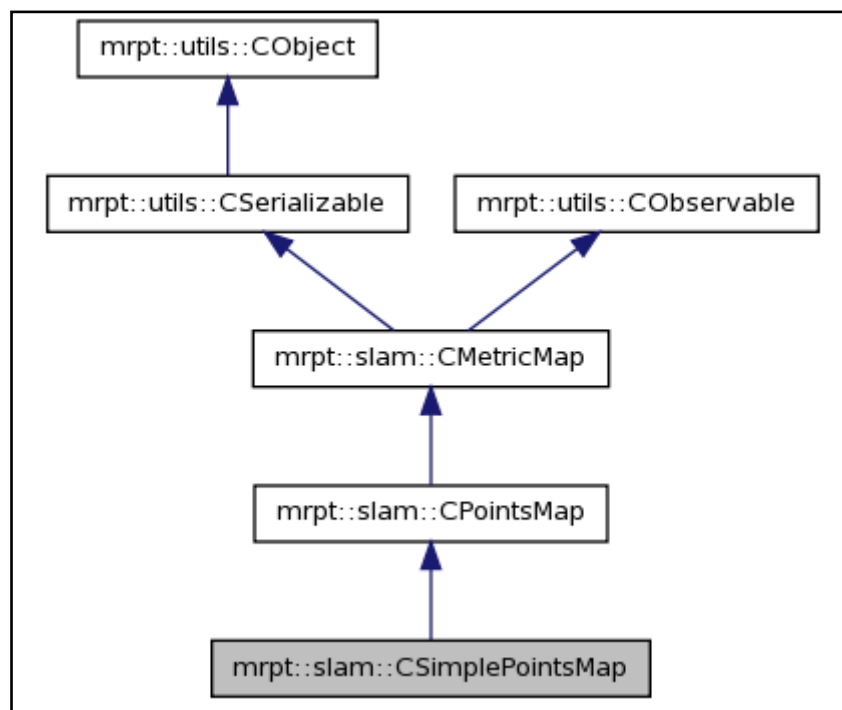 mrpt::utils::CObject
mrpt::utils::CSerializable
mrpt::utils::CObservable
mrpt::slam::CMetricMap
mrpt::slam::CPointsMap
mrpt::slam::CSimplePointsMap